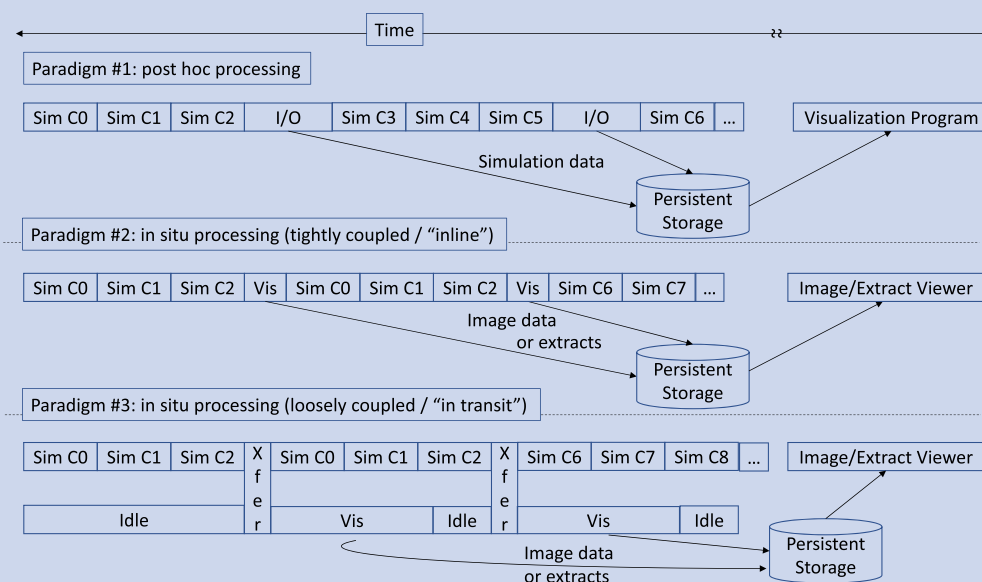 Time
Paradigm #1: post hoc processing
Sim C0 Sim C1 Sim C2 I/O Sim C3 Sim C4 Sim C5 I/O Sim C6 ... Visualization Program
Simulation data
Persistent
Storage
Paradigm #2: in situ processing (tightly coupled / “inline”)
Sim C0 Sim C1 Sim C2 Vis Sim C0 Sim C1 Sim C2 Vis Sim C6 Sim C7 ... Image/Extract Viewer
Image data
or extracts
Persistent
Storage
Paradigm #3: in situ processing (loosely coupled / “in transit”)
Sim C0 Sim C1 Sim C2 Xfer Sim C0 Sim C1 Sim C2 Xfer Sim C6 Sim C7 Sim C8 ... Image/Extract Viewer
Idle Vis Idle Vis Idle
Image data
or extracts
Persistent
Storage